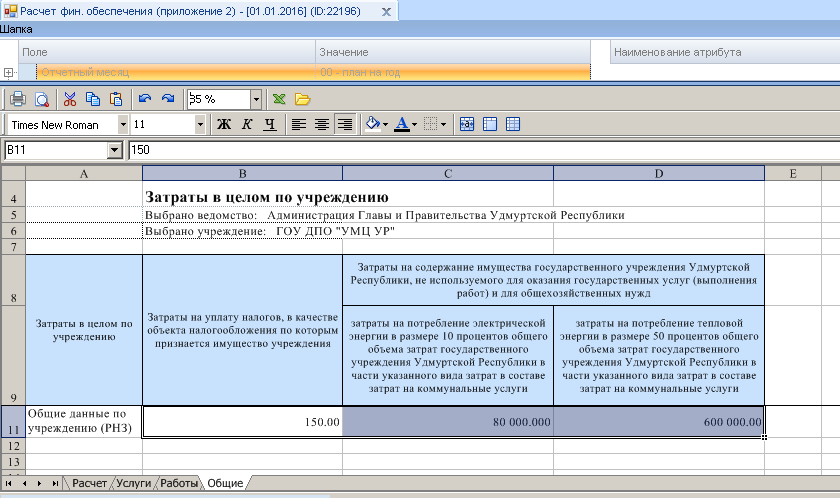 Расчет фин. обеспечения (приложение 2) - [01.01.2016] (ID:22196)
Шапка
Поле Значение Наименование атрибута
Отчетный месяц 00 - план на год
35 %
Times New Roman 11 Ж К Ч А
B11 150
A B C D E
4 Затраты в целом по учреждению
5 Выбрано ведомство: Администрация Главы и Правительства Удмуртской Республики
6 Выбрано учреждение: ГОУ ДПО "УМЦ УР"
7
8
Затраты на содержание имущества государственного учреждения Удмуртской
Республики, не используемого для оказания государственных услуг (выполнения
работ) и для общехозяйственных нужд
9
Затраты в целом по
учреждению
Затраты на уплату налогов, в качестве
объекта налогообложения по которым
признается имущество учреждения
затраты на потребление электрической
энергии в размере 10 процентов общего
объема затрат государственного
учреждения Удмуртской Республики в
части указанного вида затрат в составе
затрат на коммунальные услуги
затраты на потребление тепловой
энергии в размере 50 процентов общего
объема затрат государственного
учреждения Удмуртской Республики в
части указанного вида затрат в составе
затрат на коммунальные услуги
11
Общие данные по
учреждению (РНЗ)
150.00 80 000.000 600 000.00
12
13
Расчет Услуги Работы Общие